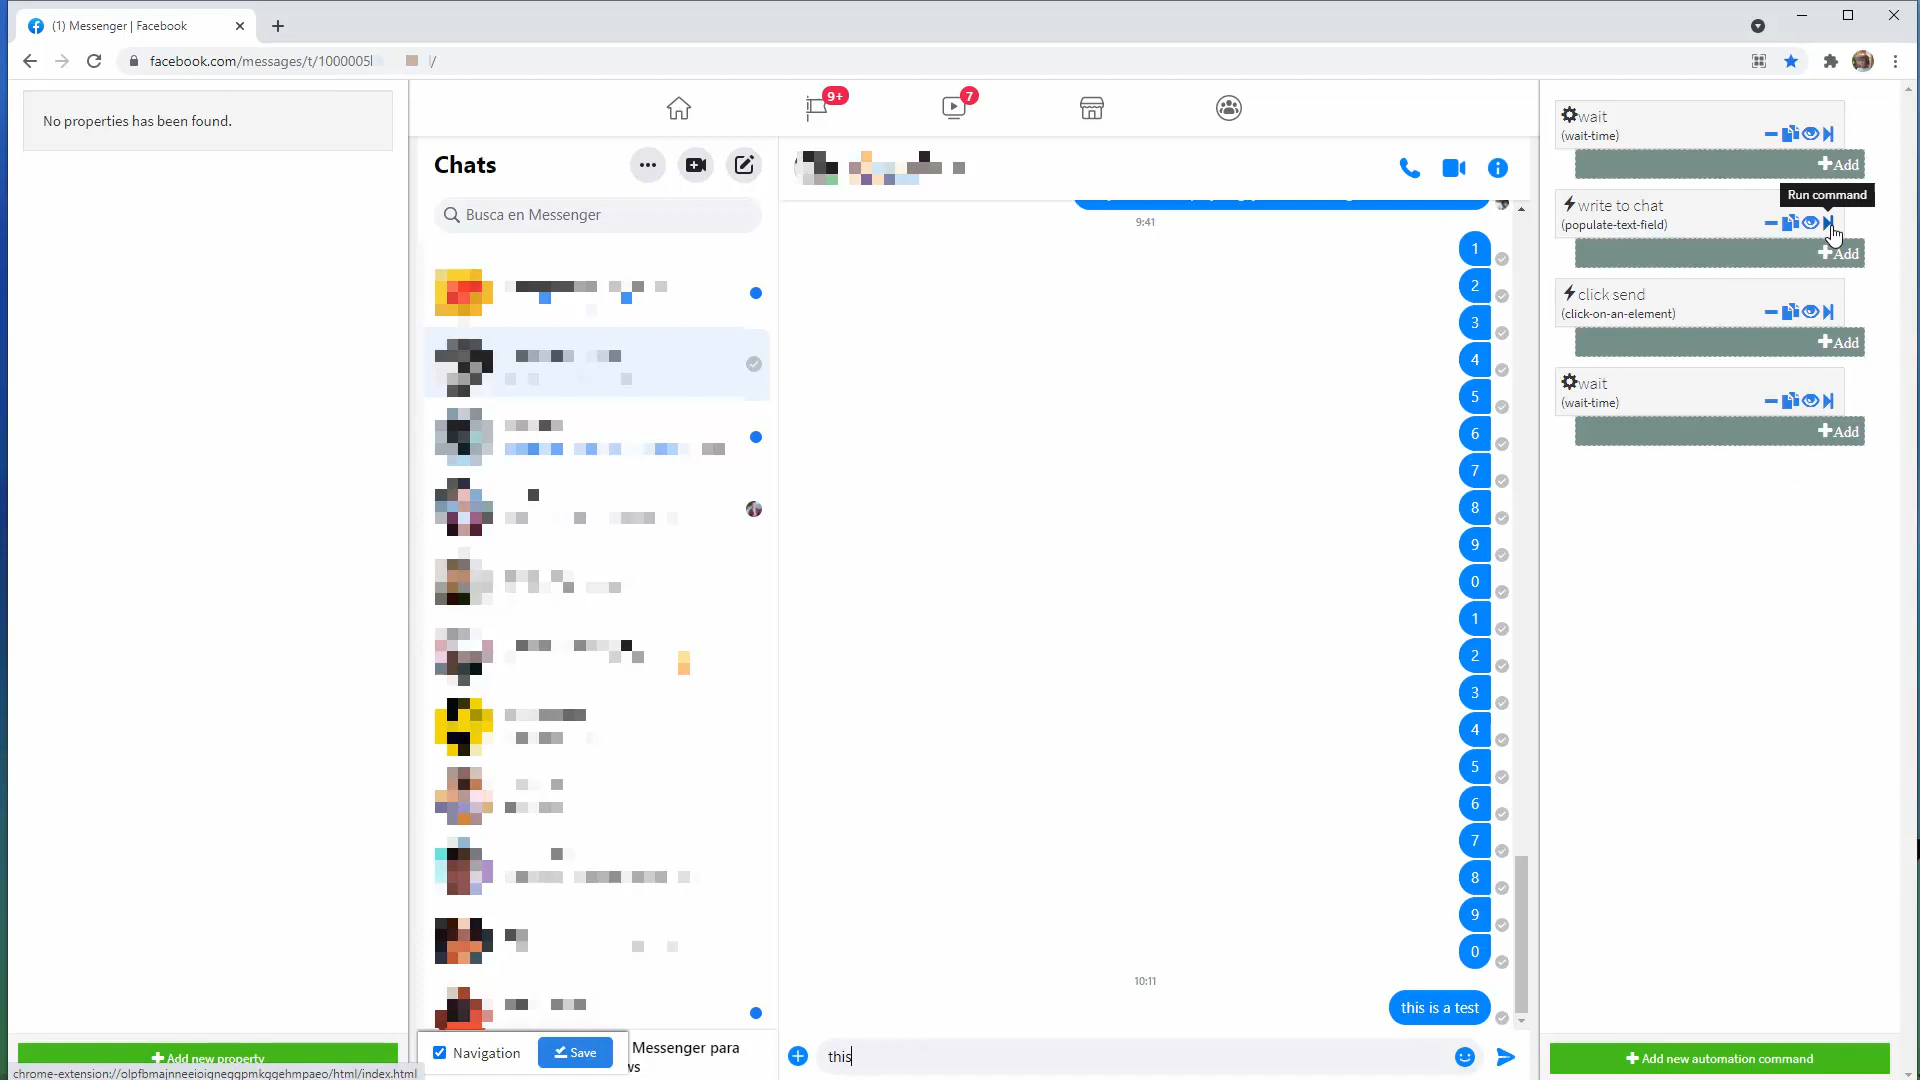 (1) Messenger | Facebook
facebook.com/messages/t/1000005
/
No properties has been found.
9+
7
Chats
Busca en Messenger
9:41
1
2
3
4
5
6
7
8
9
0
1
2
3
4
5
6
7
8
9
0
10:11
this is a test
this
wait
(wait-time)
Add
Run command
write to chat
(populate-text-field)
Add
click send
(click-on-an-element)
Add
wait
(wait-time)
Add
Navigation
Save
Messenger para
ws
Add new property
Add new automation command
chrome-extension://olpfbmajnneeioigneggpmkggehmpaeo/html/index.html